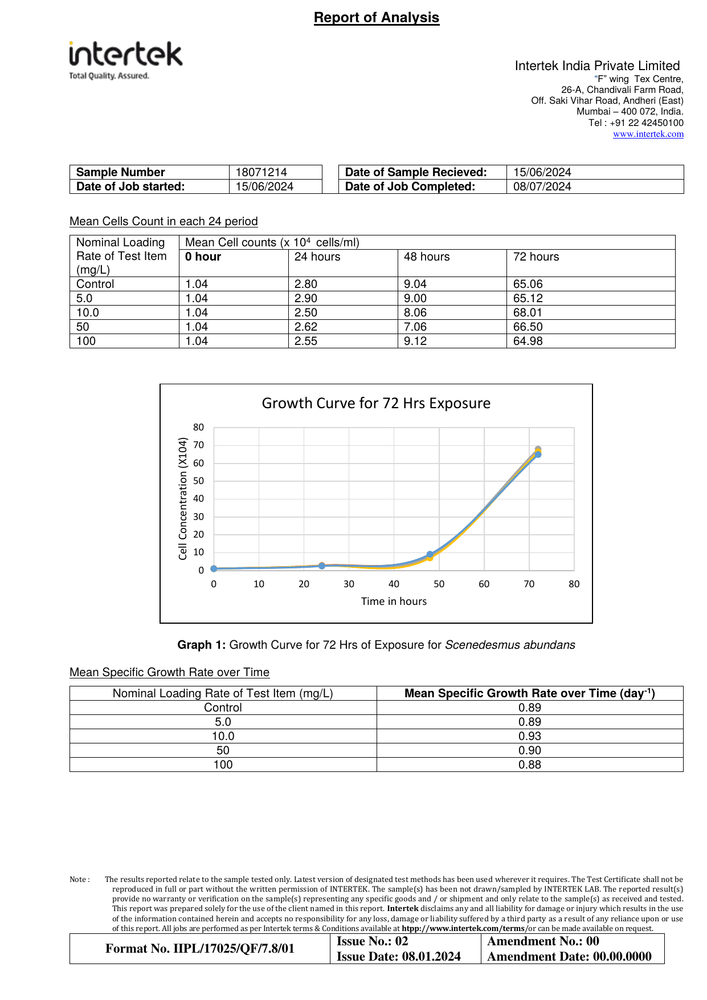 Report of Analysis
intertek
Total Quality. Assured.
Intertek India Private Limited
“F” wing Tex Centre,
26-A, Chandivali Farm Road,
Off. Saki Vihar Road, Andheri (East)
Mumbai – 400 072, India.
Tel : +91 22 42450100
www.intertek.com
Sample Number 18071214 Date of Sample Recieved: 15/06/2024
Date of Job started: 15/06/2024 Date of Job Completed: 08/07/2024
Mean Cells Count in each 24 period
Nominal Loading Rate of Test Item (mg/L) Mean Cell counts (x 10⁴ cells/ml)
0 hour 24 hours 48 hours 72 hours
Control 1.04 2.80 9.04 65.06
5.0 1.04 2.90 9.00 65.12
10.0 1.04 2.50 8.06 68.01
50 1.04 2.62 7.06 66.50
100 1.04 2.55 9.12 64.98
Growth Curve for 72 Hrs Exposure
Cell Concentration (X104)
80
70
60
50
40
30
20
10
0
0 10 20 30 40 50 60 70 80
Time in hours
Graph 1: Growth Curve for 72 Hrs of Exposure for Scenedesmus abundans
Mean Specific Growth Rate over Time
Nominal Loading Rate of Test Item (mg/L) Mean Specific Growth Rate over Time (day⁻¹)
Control 0.89
5.0 0.89
10.0 0.93
50 0.90
100 0.88
Note : The results reported relate to the sample tested only. Latest version of designated test methods has been used wherever it requires. The Test Certificate shall not be
reproduced in full or part without the written permission of INTERTEK. The sample(s) has been not drawn/sampled by INTERTEK LAB. The reported result(s)
provide no warranty or verification on the sample(s) representing any specific goods and / or shipment and only relate to the sample(s) as received and tested.
This report was prepared solely for the use of the client named in this report. Intertek disclaims any and all liability for damage or injury which results in the use
of the information contained herein and accepts no responsibility for any loss, damage or liability suffered by a third party as a result of any reliance upon or use
of this report. All jobs are performed as per Intertek terms & Conditions available at htpp://www.intertek.com/terms/or can be made available on request.
Format No. IIPL/17025/QF/7.8/01 Issue No.: 02 Amendment No.: 00
Issue Date: 08.01.2024 Amendment Date: 00.00.0000